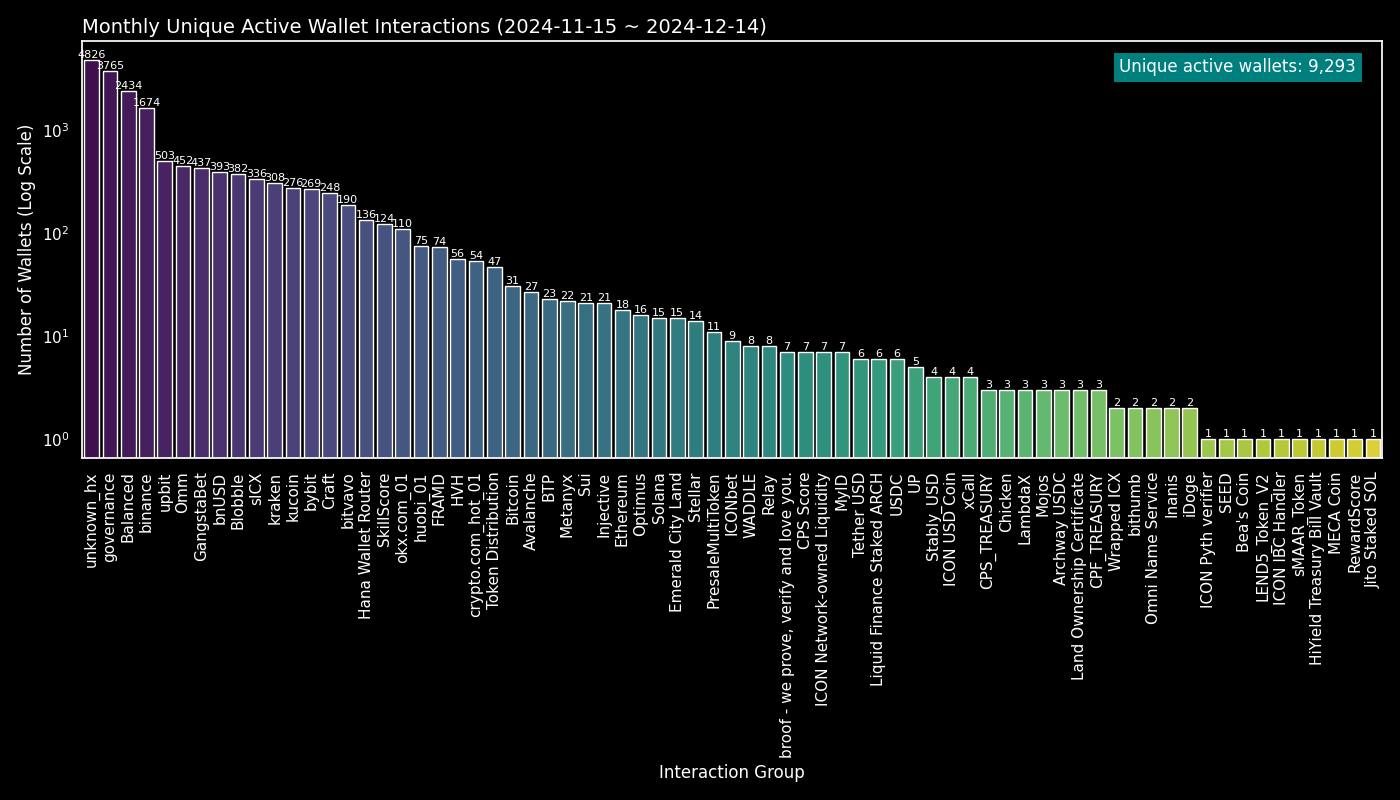 Monthly Unique Active Wallet Interactions (2024-11-15 ~ 2024-12-14)
Unique active wallets: 9,293
Number of Wallets (Log Scale)
10³
10²
10¹
10⁰
4826
3765
2434
1674
503
452
437
393
382
336
308
276
269
248
190
136
124
110
75
74
56
54
47
31
27
23
22
21
21
18
16
15
15
14
11
9
8
8
7
7
7
7
6
6
6
5
4
4
4
3
3
3
3
3
3
3
2
2
2
2
2
1
1
1
1
1
1
1
1
1
1
unknown_hx
governance
Balanced
binance
upbit
Omm
GangstaBet
bnUSD
Blobble
sICX
kraken
kucoin
bybit
Craft
bitvavo
Hana Wallet Router
SkillScore
okx.com_01
huobi_01
FRAMD
HVH
crypto.com_hot_01
Token Distribution
Bitcoin
Avalanche
BTP
Metanyx
Sui
Injective
Ethereum
Optimus
Solana
Emerald City Land
Stellar
PresaleMultiToken
ICONbet
WADDLE
Relay
broof - we prove, verify and love you.
CPS Score
ICON Network-owned Liquidity
MyID
Tether USD
Liquid Finance Staked ARCH
USDC
UP
Stably USD
ICON USD Coin
xCall
CPS_TREASURY
Chicken
LambdaX
Mojos
Archway USDC
Land Ownership Certificate
CPF_TREASURY
Wrapped ICX
bithumb
Omni Name Service
Inanis
iDoge
ICON Pyth verifier
SEED
Bea's Coin
LEND5 Token V2
ICON IBC Handler
sMAAR_Token
HiYield Treasury Bill Vault
MECA Coin
RewardScore
Jito Staked SOL
Interaction Group